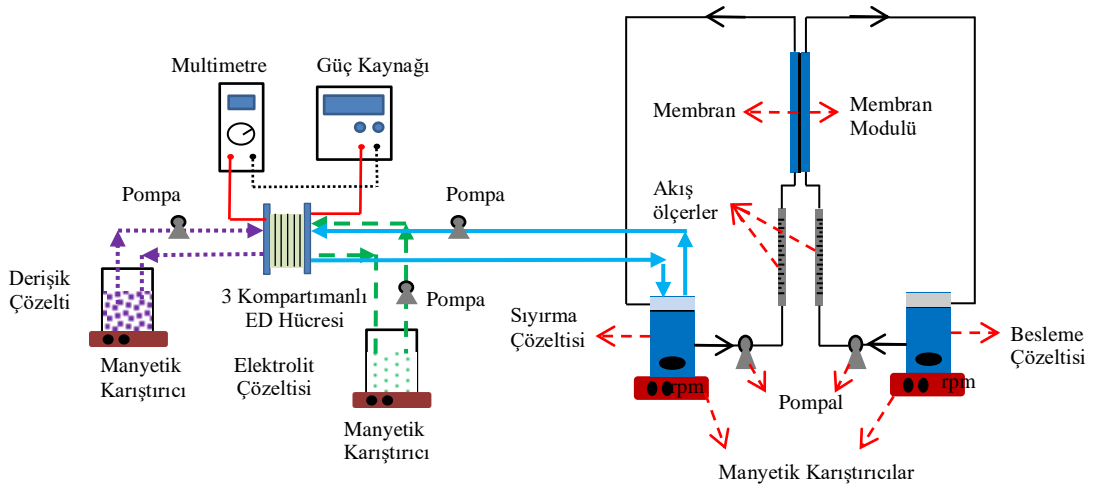 Multimetre
Güç Kaynağı
Membran
Membran
Modulü
Pompa
Pompa
Akış
ölçerler
Derişik
Çözelti
3 Kompartımanlı
ED Hücresi
Pompa
Sıyırma
Çözeltisi
Besleme
Çözeltisi
Manyetik
Karıştırıcı
Elektrolit
Çözeltisi
rpm
rpm
Pompal
Manyetik
Karıştırıcı
Manyetik Karıştırıcılar